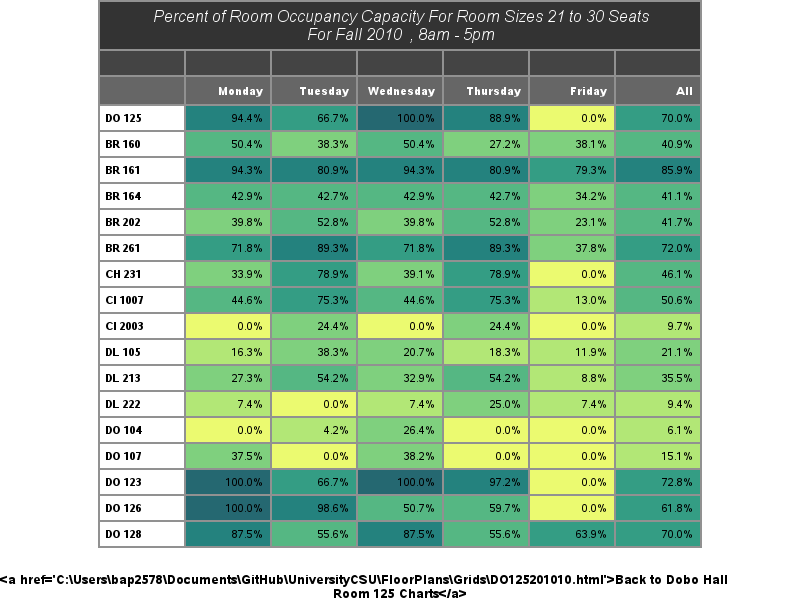 Percent of Room Occupancy Capacity For Room Sizes 21 to 30 Seats
For Fall 2010 , 8am - 5pm
Monday Tuesday Wednesday Thursday Friday All
DO 125 94.4% 66.7% 100.0% 88.9% 0.0% 70.0%
BR 160 50.4% 38.3% 50.4% 27.2% 38.1% 40.9%
BR 161 94.3% 80.9% 94.3% 80.9% 79.3% 85.9%
BR 164 42.9% 42.7% 42.9% 42.7% 34.2% 41.1%
BR 202 39.8% 52.8% 39.8% 52.8% 23.1% 41.7%
BR 261 71.8% 89.3% 71.8% 89.3% 37.8% 72.0%
CH 231 33.9% 78.9% 39.1% 78.9% 0.0% 46.1%
CI 1007 44.6% 75.3% 44.6% 75.3% 13.0% 50.6%
CI 2003 0.0% 24.4% 0.0% 24.4% 0.0% 9.7%
DL 105 16.3% 38.3% 20.7% 18.3% 11.9% 21.1%
DL 213 27.3% 54.2% 32.9% 54.2% 8.8% 35.5%
DL 222 7.4% 0.0% 7.4% 25.0% 7.4% 9.4%
DO 104 0.0% 4.2% 26.4% 0.0% 0.0% 6.1%
DO 107 37.5% 0.0% 38.2% 0.0% 0.0% 15.1%
DO 123 100.0% 66.7% 100.0% 97.2% 0.0% 72.8%
DO 126 100.0% 98.6% 50.7% 59.7% 0.0% 61.8%
DO 128 87.5% 55.6% 87.5% 55.6% 63.9% 70.0%
<a href='C:\Users\bap2578\Documents\GitHub\UniversityCSU\FloorPlans\Grids\DO125201010.html'>Back to Dobo Hall
Room 125 Charts</a>